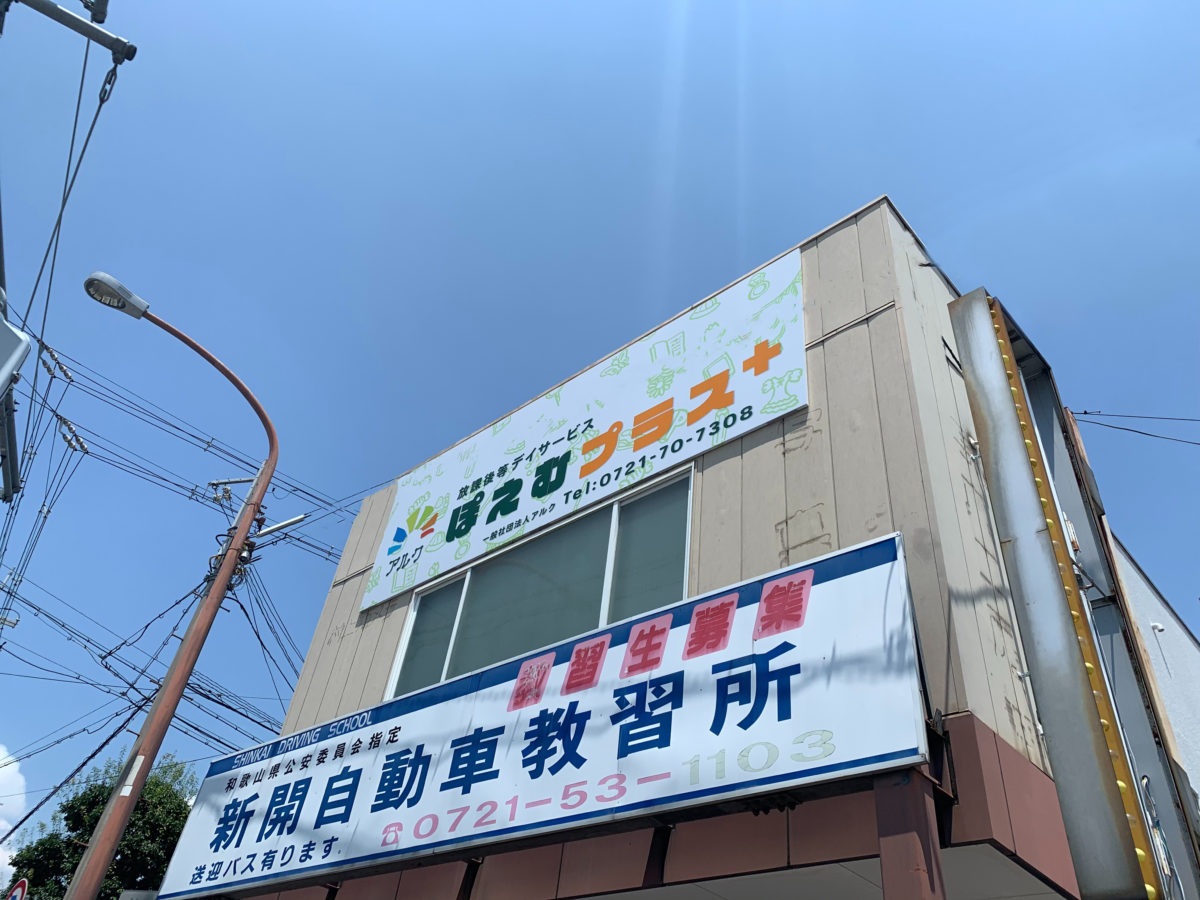 放課後等デイサービス
ぽえむプラス+
一般社団法人アルク Tel:0721-70-7308
アルク
教習生募集
SHINKAI DRIVING SCHOOL
和歌山県公安委員会指定
新開自動車教習所
送迎バス有ります。 ☎0721-53-1103